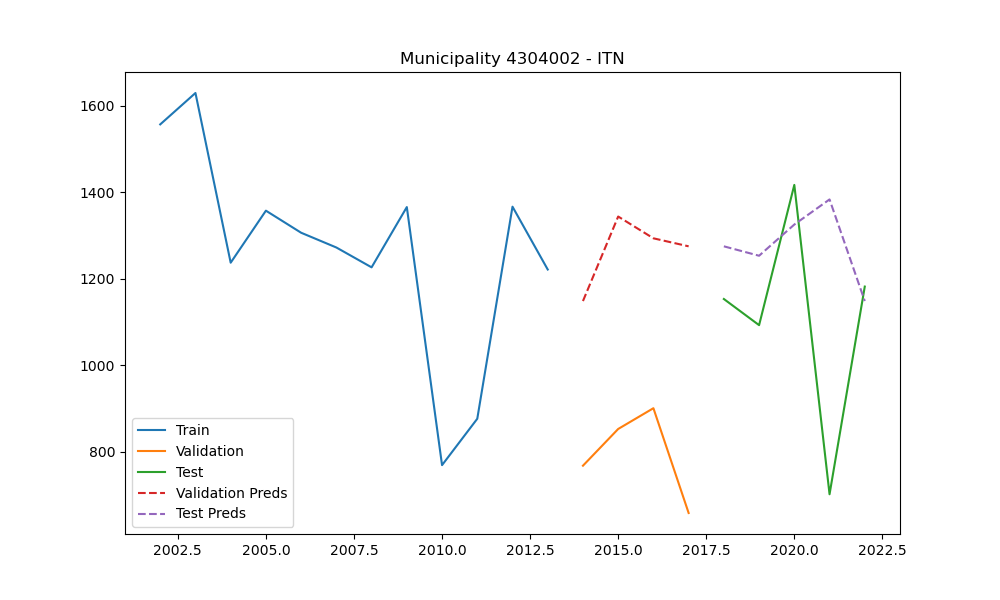 Municipality 4304002 - ITN
1600
1400
1200
1000
800
Train
Validation
Test
Validation Preds
Test Preds
2002.5 2005.0 2007.5 2010.0 2012.5 2015.0 2017.5 2020.0 2022.5